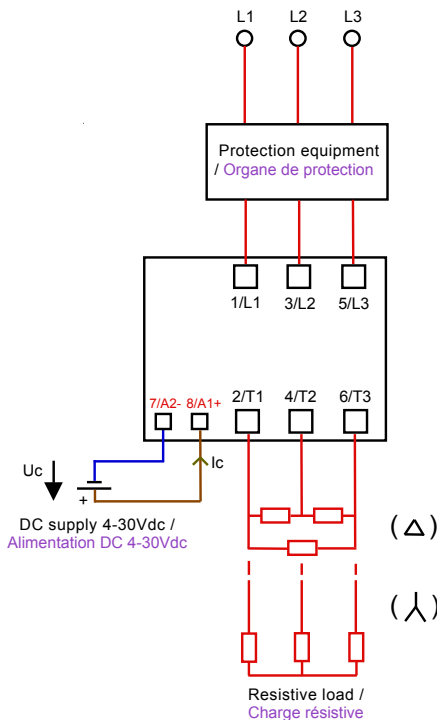 L1 L2 L3
Protection equipment
/ Organe de protection
1/L1 3/L2 5/L3
7/A2- 8/A1+ 2/T1 4/T2 6/T3
Uc
Ic
+
DC supply 4-30Vdc /
Alimentation DC 4-30Vdc
Resistive load /
Charge résistive